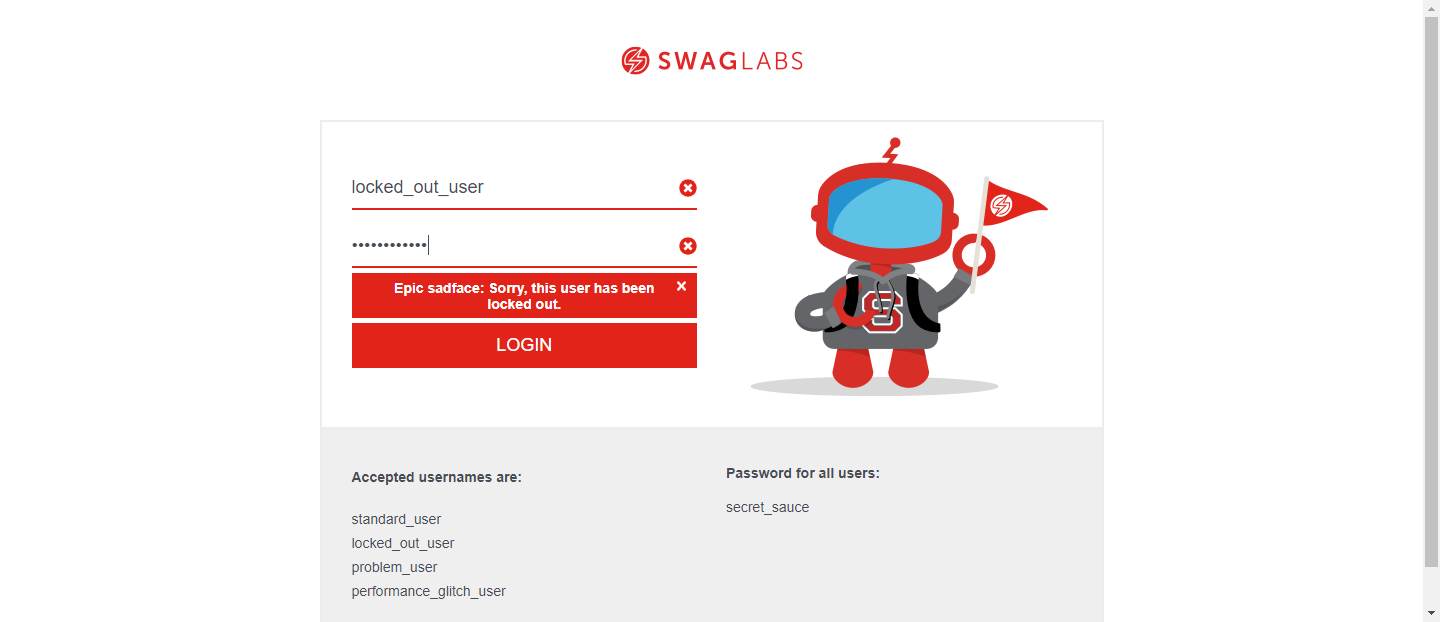 SWAGLABS
locked_out_user
••••••••••••
Epic sadface: Sorry, this user has been
locked out.
LOGIN
Accepted usernames are:
standard_user
locked_out_user
problem_user
performance_glitch_user
Password for all users:
secret_sauce